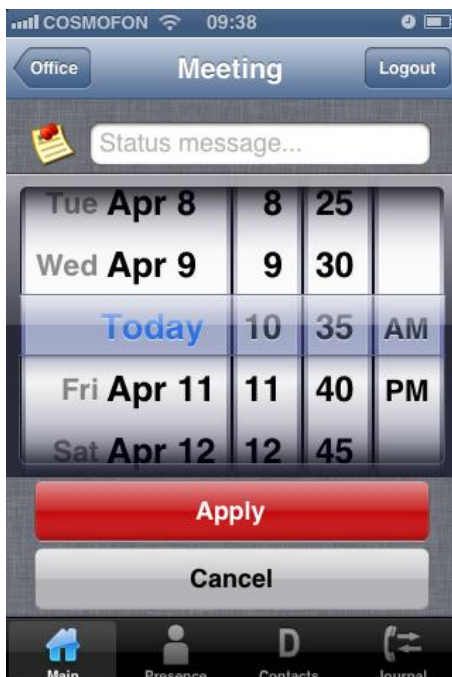 COSMOFON 09:38
Office Meeting Logout
Status message...
Tue Apr 8 8 25
Wed Apr 9 9 30
Today 10 35 AM
Fri Apr 11 11 40 PM
Sat Apr 12 12 45
Apply
Cancel
D
Main Presence Contacts Journal